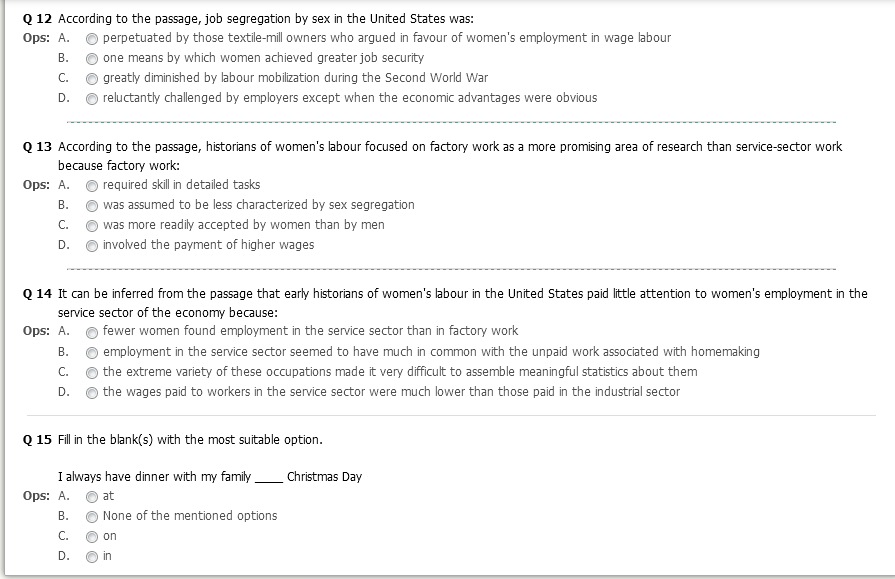 Q 12 According to the passage, job segregation by sex in the United States was:
Ops: A. perpetuated by those textile-mill owners who argued in favour of women's employment in wage labour
B. one means by which women achieved greater job security
C. greatly diminished by labour mobilization during the Second World War
D. reluctantly challenged by employers except when the economic advantages were obvious
Q 13 According to the passage, historians of women's labour focused on factory work as a more promising area of research than service-sector work
because factory work:
Ops: A. required skill in detailed tasks
B. was assumed to be less characterized by sex segregation
C. was more readily accepted by women than by men
D. involved the payment of higher wages
Q 14 It can be inferred from the passage that early historians of women's labour in the United States paid little attention to women's employment in the
service sector of the economy because:
Ops: A. fewer women found employment in the service sector than in factory work
B. employment in the service sector seemed to have much in common with the unpaid work associated with homemaking
C. the extreme variety of these occupations made it very difficult to assemble meaningful statistics about them
D. the wages paid to workers in the service sector were much lower than those paid in the industrial sector
Q 15 Fill in the blank(s) with the most suitable option.
I always have dinner with my family ____ Christmas Day
Ops: A. at
B. None of the mentioned options
C. on
D. in